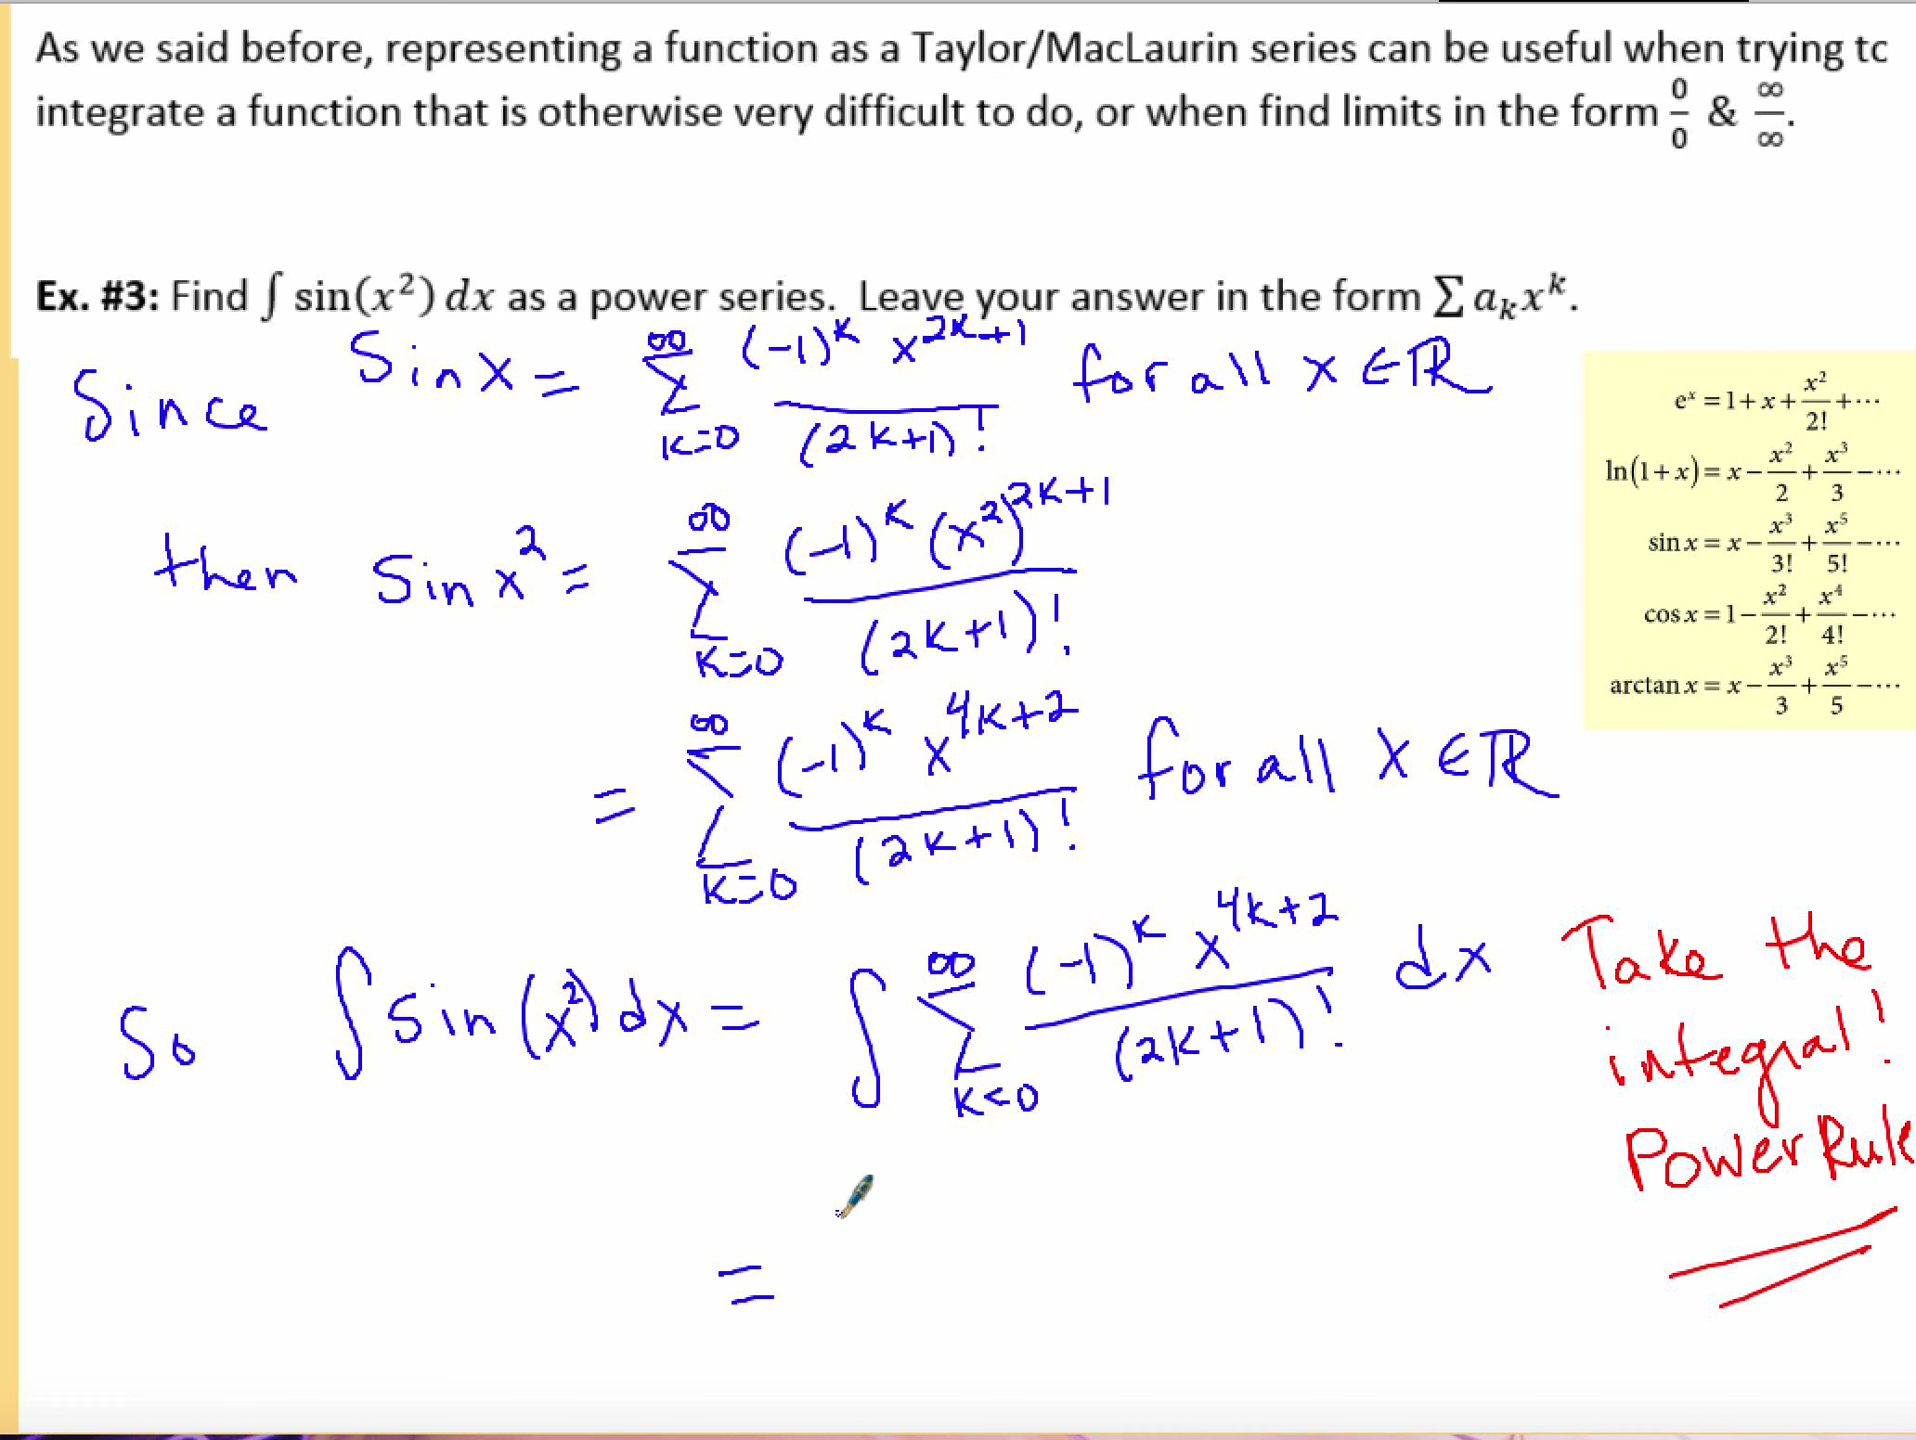 As we said before, representing a function as a Taylor/MacLaurin series can be useful when trying tc
integrate a function that is otherwise very difficult to do, or when find limits in the form 0/0 & ∞/∞.
Ex. #3: Find ∫ sin(x²) dx as a power series. Leave your answer in the form ∑ aₖxᵏ.
Since Sin x = ∞∑k=0 (-1)^k x^(2k+1) / (2k+1)! for all x ∈ ℝ
then Sin x² = ∞∑k=0 (-1)^k (x²)^(2k+1) / (2k+1)!
= ∞∑k=0 (-1)^k x^(4k+2) / (2k+1)! for all x ∈ ℝ
So ∫ sin (x²) dx = ∫ ∞∑k=0 (-1)^k x^(4k+2) / (2k+1)! dx
=
Take the
integral!
Power Rule
eˣ = 1 + x + x²/2! + ⋯
ln(1 + x) = x − x²/2 + x³/3 − ⋯
sin x = x − x³/3! + x⁵/5! − ⋯
cos x = 1 − x²/2! + x⁴/4! − ⋯
arctan x = x − x³/3 + x⁵/5 − ⋯